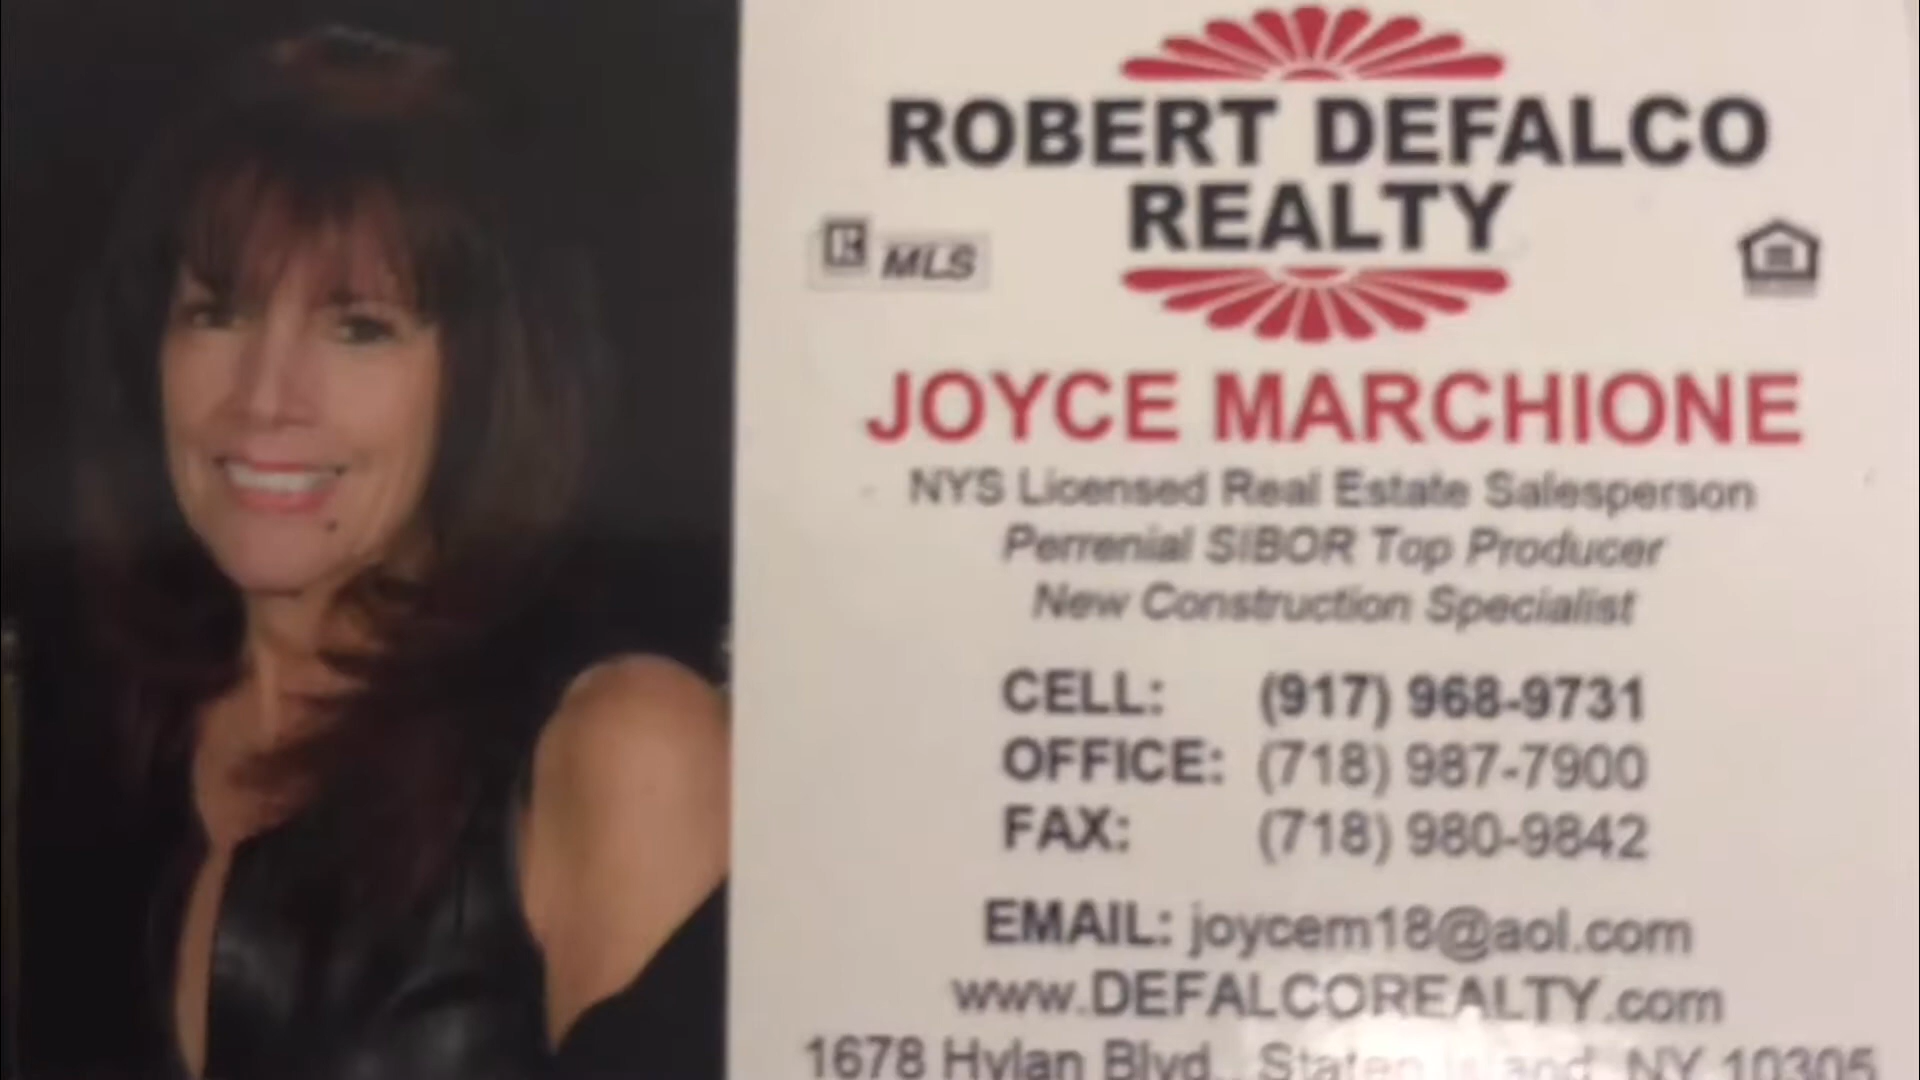 ROBERT DEFALCO
REALTY
R MLS
JOYCE MARCHIONE
NYS Licensed Real Estate Salesperson
Perrenial SIBOR Top Producer
New Construction Specialist
CELL: (917) 968-9731
OFFICE: (718) 987-7900
FAX: (718) 980-9842
EMAIL: joycem18@aol.com
www.DEFALCOREALTY.com
1678 Hylan Blvd., Staten Island, NY 10305